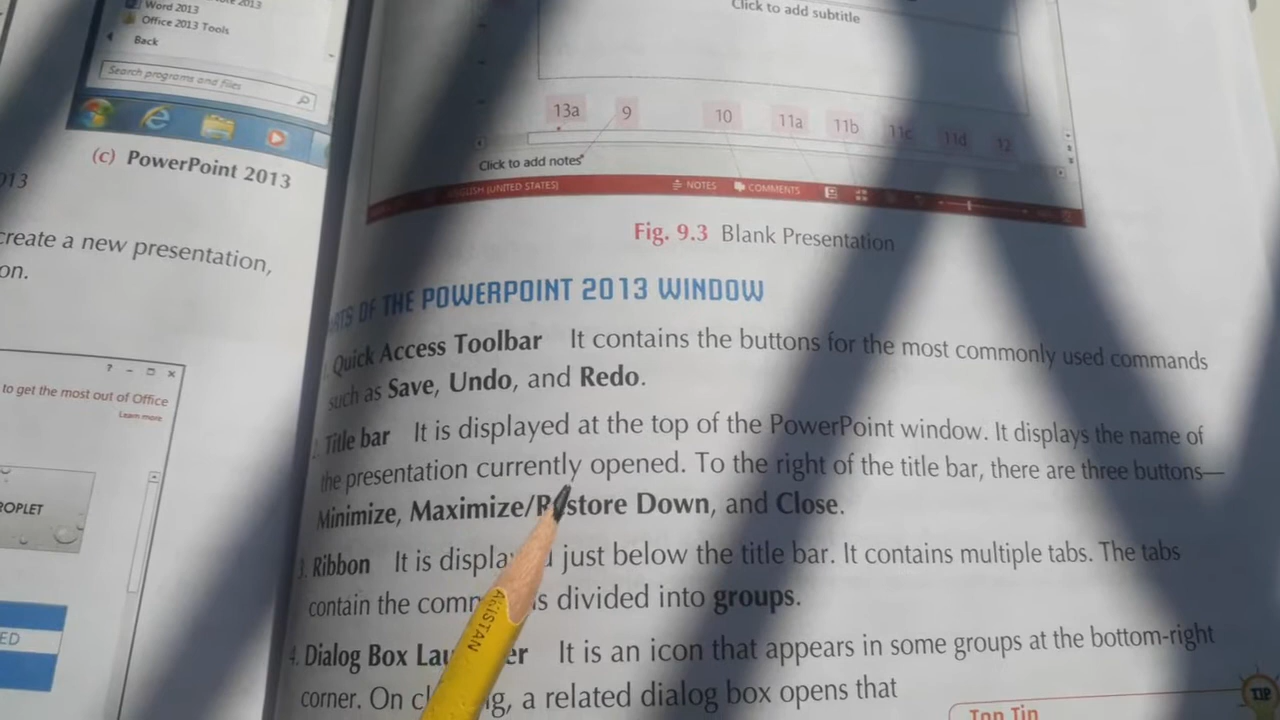 Word 2013
Office 2013 Tools
Back
Search programs and files
(c) PowerPoint 2013
create a new presentation,
on.
? – □ ×
to get the most out of Office
Learn more
Click to add subtitle
13a 9 10 11a 11b 11c 11d 12
Click to add notes
ENGLISH (UNITED STATES) NOTES COMMENTS
Fig. 9.3 Blank Presentation
OF THE POWERPOINT 2013 WINDOW
Quick Access Toolbar It contains the buttons for the most commonly used commands
such as Save, Undo, and Redo.
2. Title bar It is displayed at the top of the PowerPoint window. It displays the name of
the presentation currently opened. To the right of the title bar, there are three buttons—
Minimize, Maximize/Restore Down, and Close.
3. Ribbon It is just below the title bar. It contains multiple tabs. The tabs
contain the divided into groups.
4. Dialog Box It is an icon that appears in some groups at the bottom-right
corner. On a related dialog box opens that
Top Tip
TIP